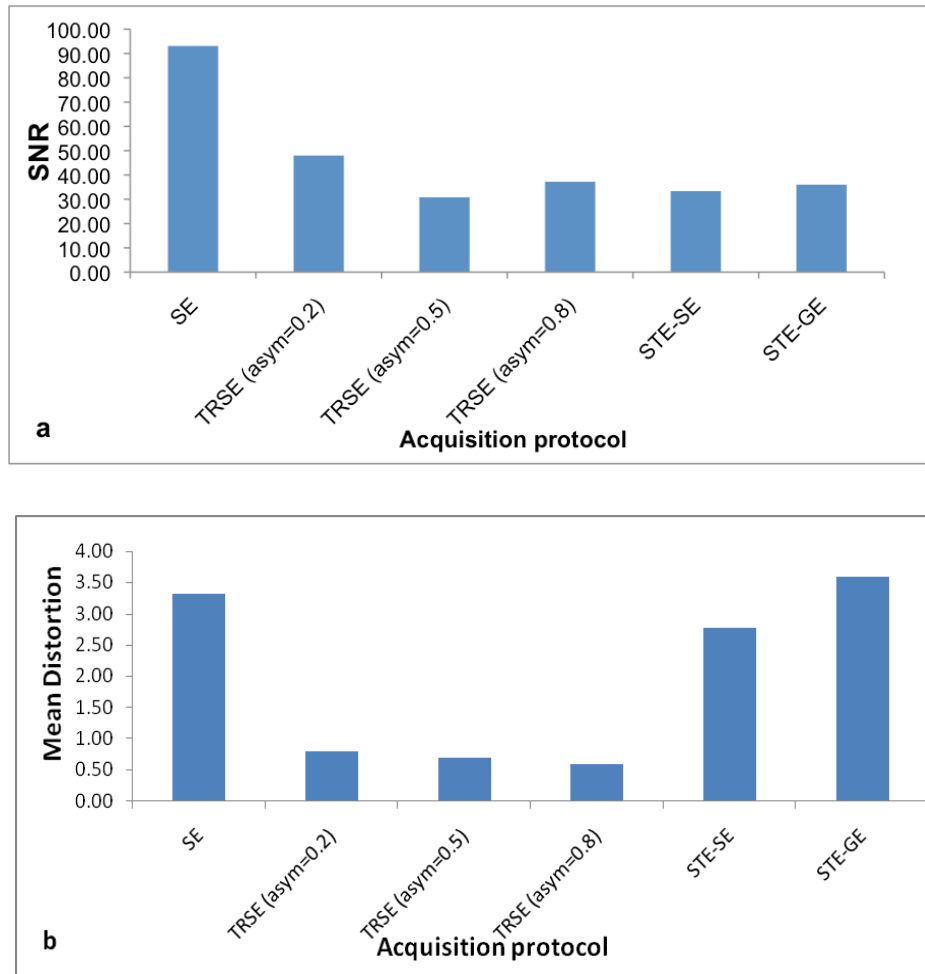 100.00
90.00
80.00
70.00
60.00
50.00
40.00
30.00
20.00
10.00
0.00
SNR
SE
TRSE (asym=0.2)
TRSE (asym=0.5)
TRSE (asym=0.8)
STE-SE
STE-GE
a
Acquisition protocol
4.00
3.50
3.00
2.50
2.00
1.50
1.00
0.50
0.00
Mean Distortion
SE
TRSE (asym=0.2)
TRSE (asym=0.5)
TRSE (asym=0.8)
STE-SE
STE-GE
b
Acquisition protocol